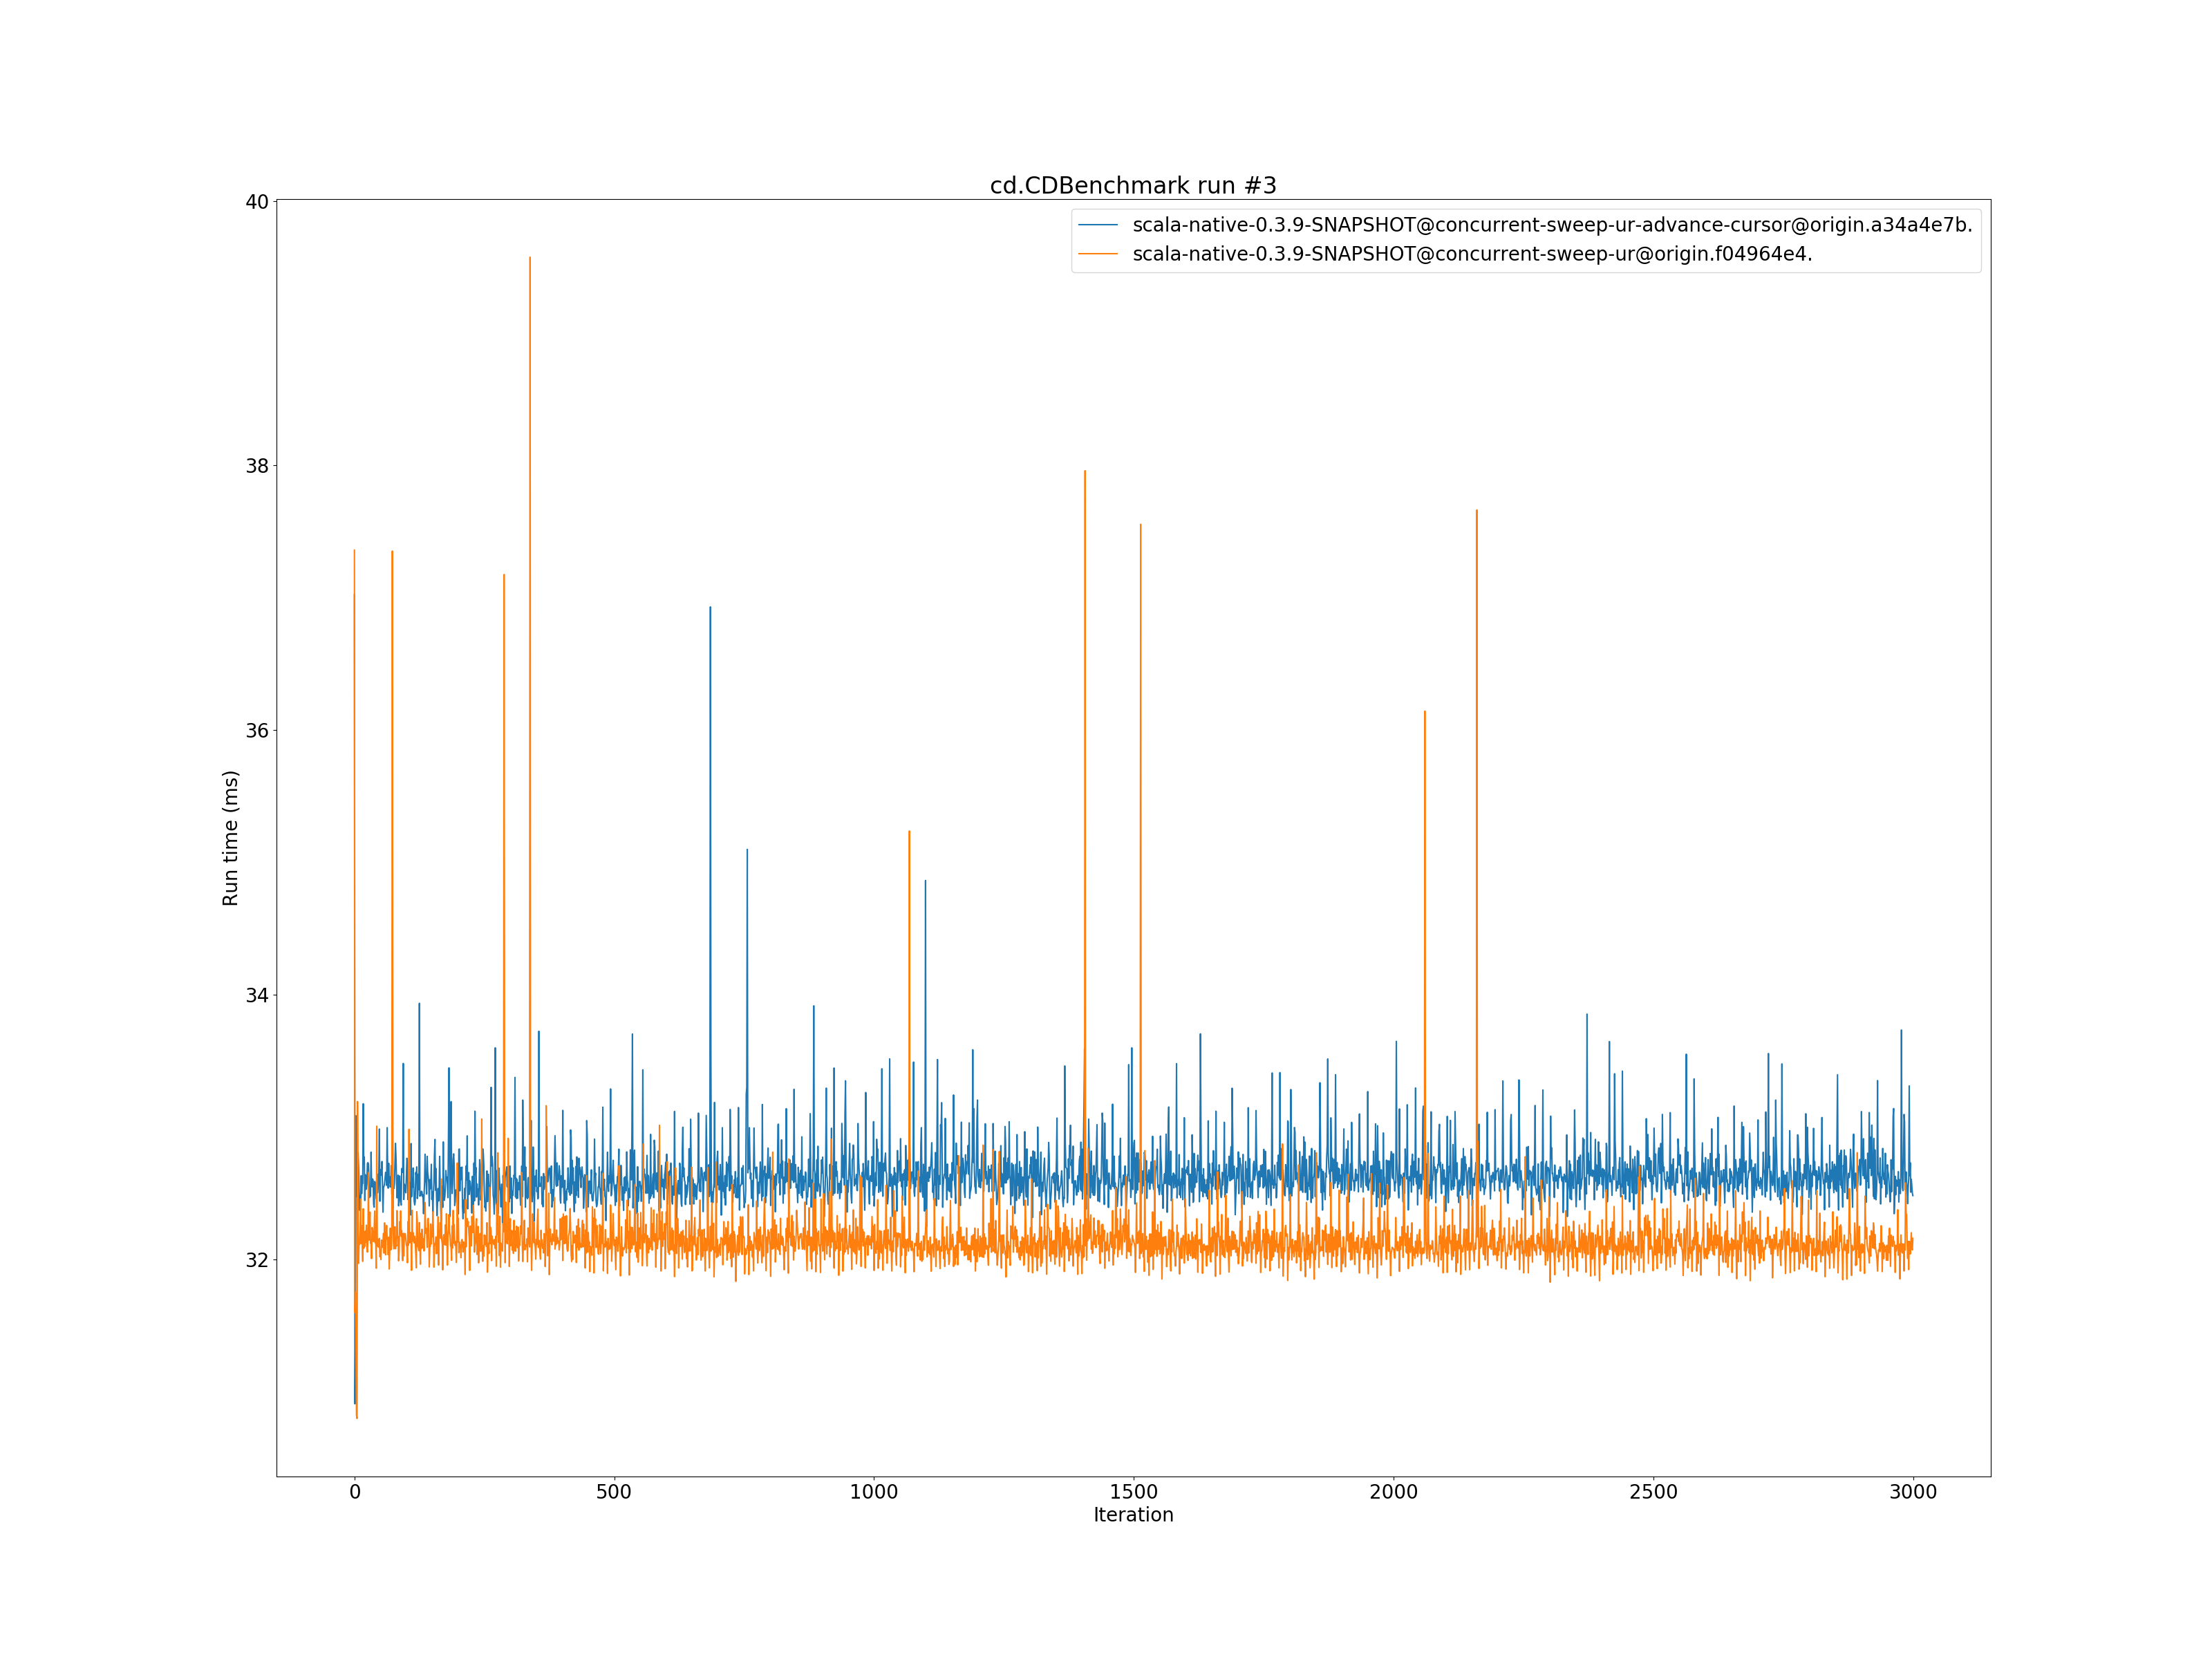 cd.CDBenchmark run #3
scala-native-0.3.9-SNAPSHOT@concurrent-sweep-ur-advance-cursor@origin.a34a4e7b.
scala-native-0.3.9-SNAPSHOT@concurrent-sweep-ur@origin.f04964e4.
40
38
36
34
32
Run time (ms)
0 500 1000 1500 2000 2500 3000
Iteration